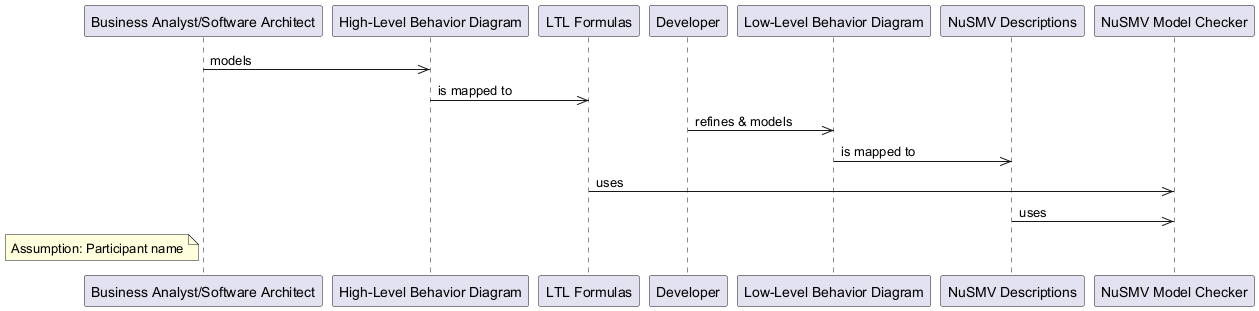 Business Analyst/Software Architect High-Level Behavior Diagram LTL Formulas Developer Low-Level Behavior Diagram NuSMV Descriptions NuSMV Model Checker
models
is mapped to
refines & models
is mapped to
uses
uses
Assumption: Participant name
Business Analyst/Software Architect High-Level Behavior Diagram LTL Formulas Developer Low-Level Behavior Diagram NuSMV Descriptions NuSMV Model Checker